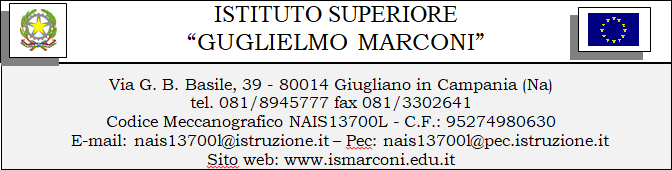 ISTITUTO SUPERIORE
“GUGLIELMO MARCONI”
Via G. B. Basile, 39 - 80014 Giugliano in Campania (Na)
tel. 081/8945777 fax 081/3302641
Codice Meccanografico NAIS13700L - C.F.: 95274980630
E-mail: nais13700l@istruzione.it – Pec: nais13700l@pec.istruzione.it
Sito web: www.ismarconi.edu.it